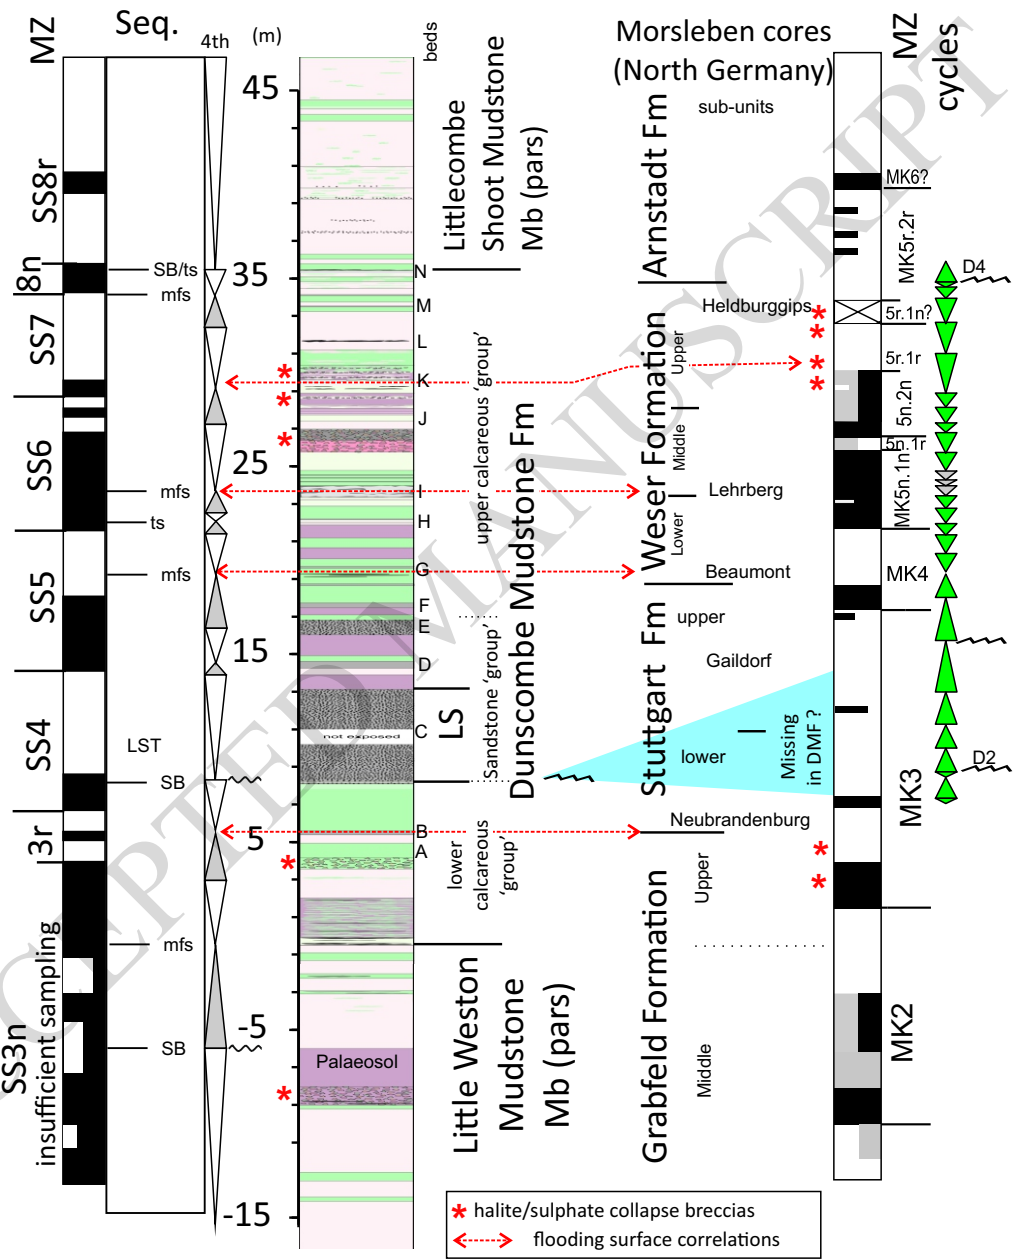 MZ
Seq.
4th
(m)
beds
Morsleben cores
(North Germany)
MZ
cycles
sub-units
45
35
25
15
5
-5
-15
SS8r
8n
SS7
SS6
SS5
SS4
3r
SS3n
insufficient sampling
SB/ts
mfs
mfs
ts
mfs
LST
SB
mfs
SB
N
M
L
K
J
I
H
G
F
E
D
C
B
A
not exposed
Palaeosol
Littlecombe
Shoot Mudstone
Mb (pars)
upper calcareous 'group'
Dunscombe Mudstone Fm
Sandstone 'group'
LS
lower
calcareous
'group'
Little Weston
Mudstone
Mb (pars)
Arnstadt Fm
Heldburggips
Weser Formation
Upper
Middle
Lower
Lehrberg
Beaumont
Stuttgart Fm
upper
Gaildorf
lower
Missing
in DMF ?
Neubrandenburg
Grabfeld Formation
Upper
Middle
MK6?
MK5r.2r
5r.1n?
5r.1r
5n.2n
5n.1r
MK5n.1n?
MK4
MK3
MK2
D4
D2
* halite/sulphate collapse breccias
flooding surface correlations
ACCEPTED MANUSCRIPT